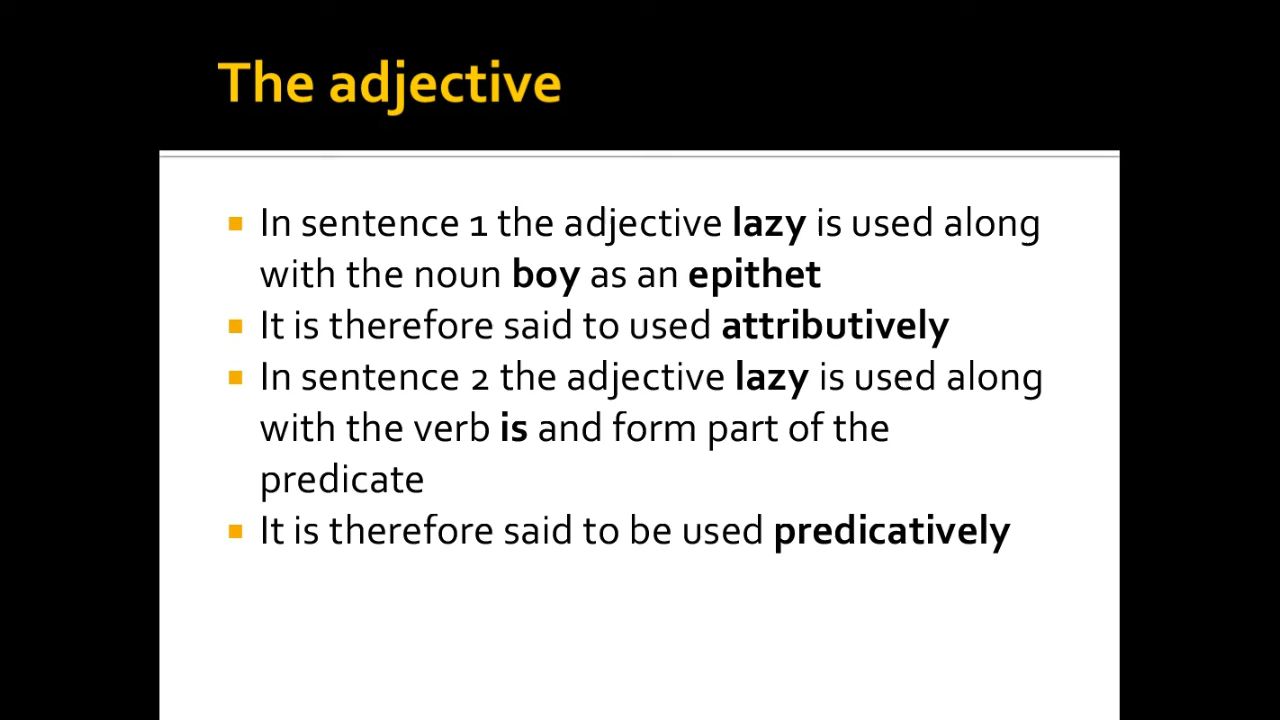 The adjective
In sentence 1 the adjective lazy is used along
with the noun boy as an epithet
It is therefore said to used attributively
In sentence 2 the adjective lazy is used along
with the verb is and form part of the
predicate
It is therefore said to be used predicatively